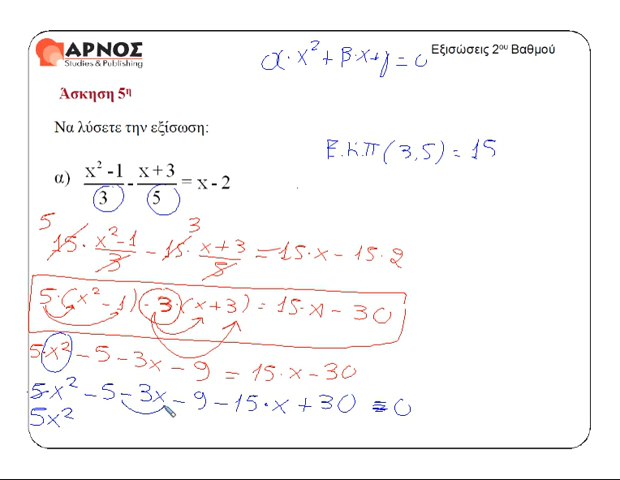 ΑΡΝΟΣ
Studies & Publishing
α·x² + β·x + γ = 0
Εξισώσεις 2ου Βαθμού
Άσκηση 5η
Να λύσετε την εξίσωση:
Ε.Κ.Π (3,5) = 15
α) (x² - 1)/3 - (x + 3)/5 = x - 2
5 3
15 · (x² - 1)/3 - 15 · (x + 3)/5 = 15 · x - 15 · 2
5 · (x² - 1) - 3 · (x + 3) = 15 · x - 30
5·x² - 5 - 3x - 9 = 15·x - 30
5x² - 5 - 3x - 9 - 15·x + 30 = 0
5x²